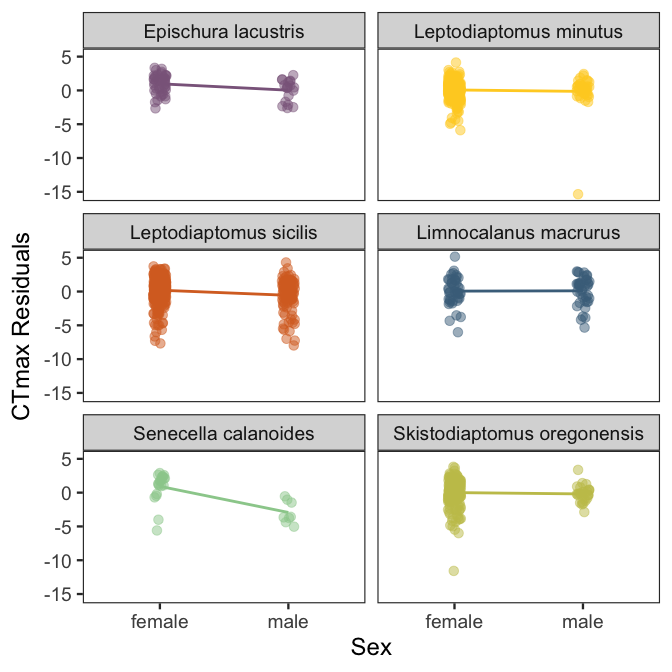 Epischura lacustris
Leptodiaptomus minutus
5
0
-5
-10
-15
Leptodiaptomus sicilis
Limnocalanus macrurus
5
0
-5
-10
-15
CTmax Residuals
Senecella calanoides
Skistodiaptomus oregonensis
5
0
-5
-10
-15
female
male
female
male
Sex